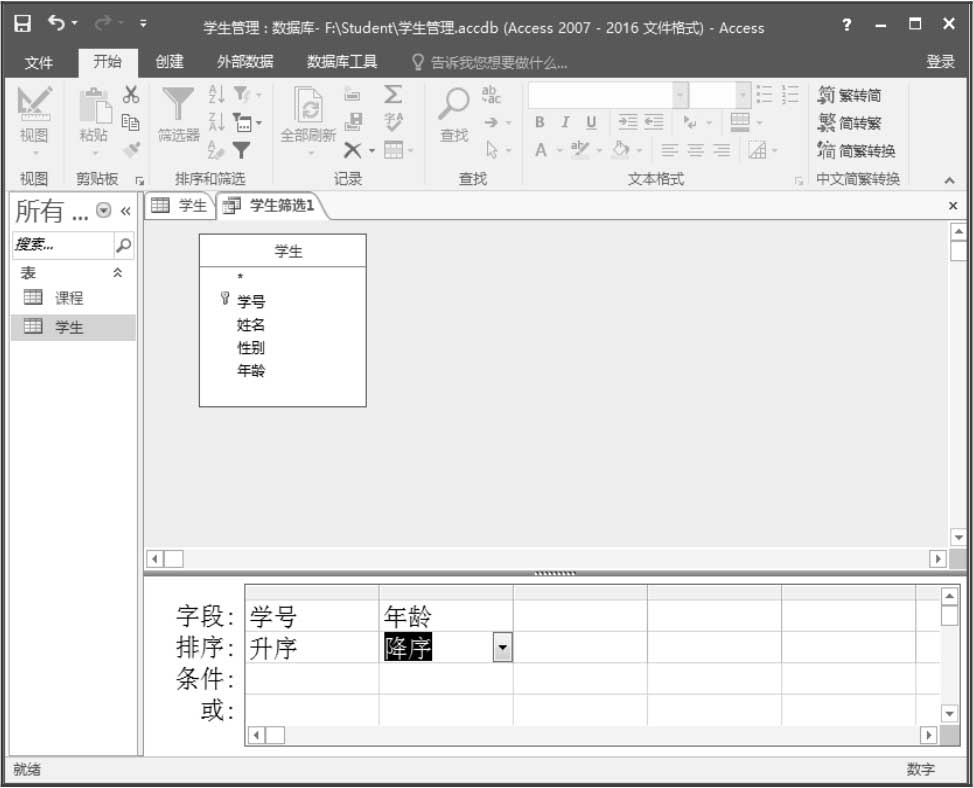 学生管理 : 数据库- F:\Student\学生管理.accdb (Access 2007 - 2016 文件格式) - Access
文件 开始 创建 外部数据 数据库工具 告诉我您想要做什么... 登录
视图 粘贴 筛选器 全部刷新 查找 B I U A 繁转简 简转繁 简繁转换
视图 剪贴板 排序和筛选 记录 查找 文本格式 中文简繁转换
所有 ... «
学生 学生筛选1
搜索...
表
课程
学生
学生
*
学号
姓名
性别
年龄
字段: 学号 年龄
排序: 升序 降序
条件:
或:
就绪 数字